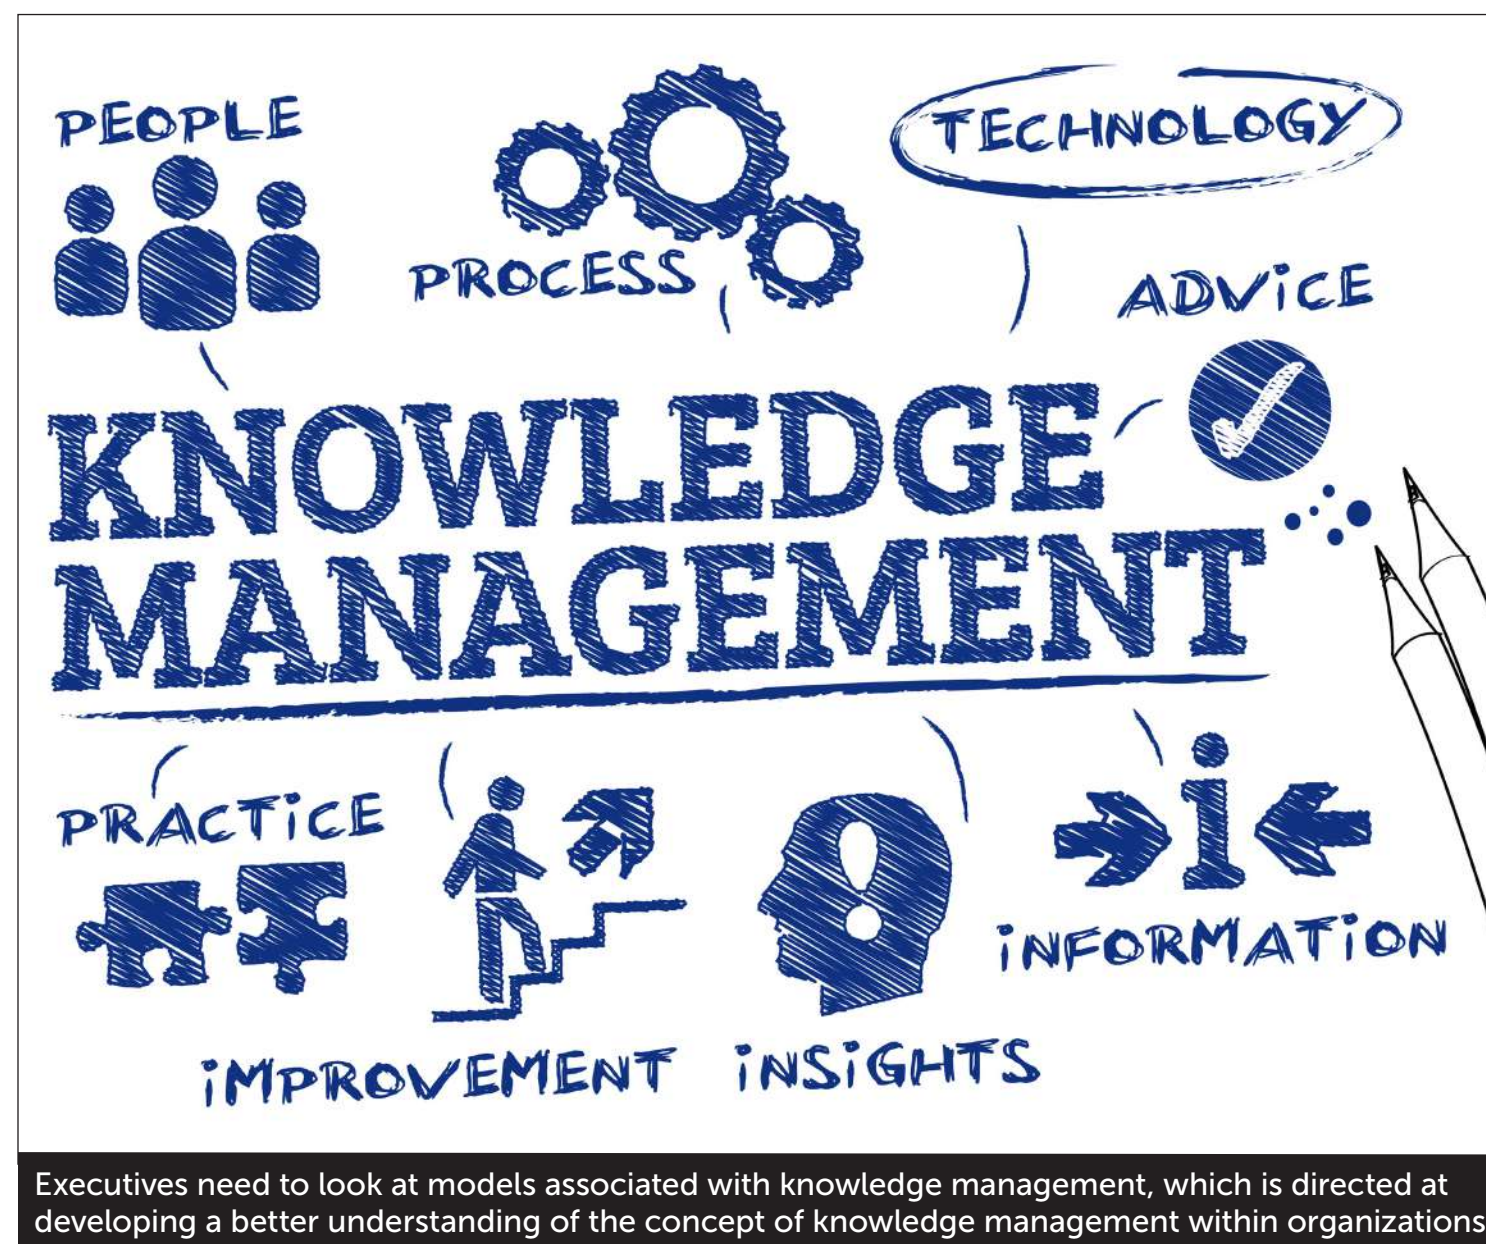 PEOPLE
TECHNOLOGY
PROCESS
ADViCE
KNOWLEDGE
MANAGEMENT
PRACTiCE
iNFORMATiON
iMPROVEMENT
iNSiGHTS
Executives need to look at models associated with knowledge management, which is directed at
developing a better understanding of the concept of knowledge management within organizations